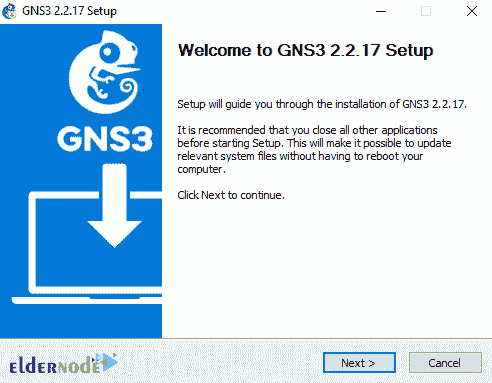 GNS3 2.2.17 Setup
Welcome to GNS3 2.2.17 Setup
Setup will guide you through the installation of GNS3 2.2.17.
It is recommended that you close all other applications
before starting Setup. This will make it possible to update
relevant system files without having to reboot your
computer.
Click Next to continue.
GNS3
elderNode
Next >
Cancel